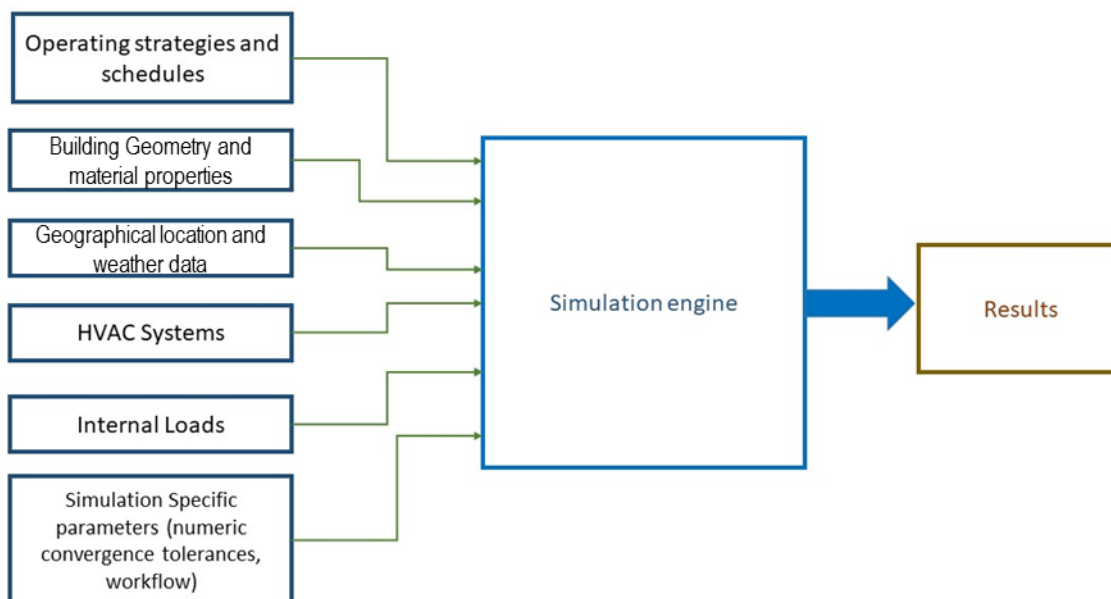 Operating strategies and
schedules
Building Geometry and
material properties
Geographical location and
weather data
HVAC Systems
Internal Loads
Simulation Specific
parameters (numeric
convergence tolerances,
workflow)
Simulation engine
Results